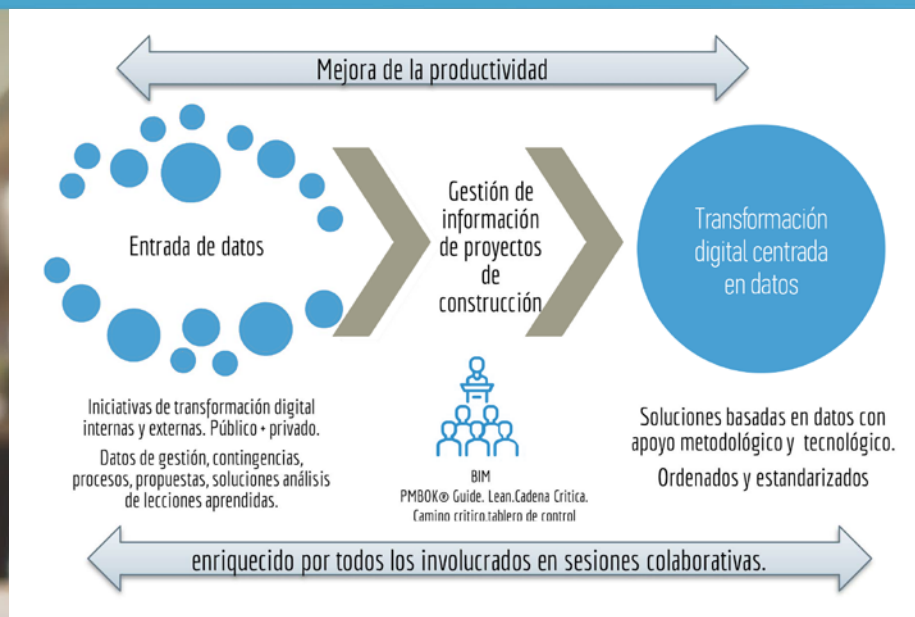 Mejora de la productividad
Entrada de datos
Iniciativas de transformación digital
internas y externas. Público + privado.
Datos de gestión, contingencias,
procesos, propuestas, soluciones análisis
de lecciones aprendidas.
Gestión de
información
de proyectos
de
construcción
BIM
PMBOK® Guide. Lean.Cadena Critica.
Camino critico.tablero de control
Transformación
digital centrada
en datos
Soluciones basadas en datos con
apoyo metodológico y tecnológico.
Ordenados y estandarizados
enriquecido por todos los involucrados en sesiones colaborativas.